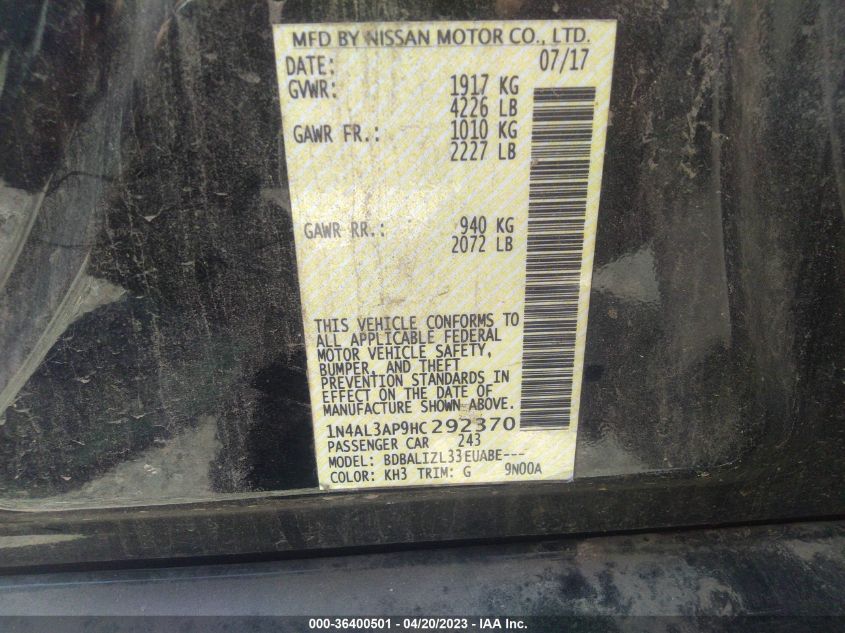 MFD BY NISSAN MOTOR CO., LTD.
DATE: 07/17
GVWR: 1917 KG
4226 LB
GAWR FR.: 1010 KG
2227 LB
GAWR RR.: 940 KG
2072 LB
THIS VEHICLE CONFORMS TO
ALL APPLICABLE FEDERAL
MOTOR VEHICLE SAFETY,
BUMPER, AND THEFT
PREVENTION STANDARDS IN
EFFECT ON THE DATE OF
MANUFACTURE SHOWN ABOVE.
1N4AL3AP9HC292370
PASSENGER CAR 243
MODEL: BDBALIZL33EUABE---
COLOR: KH3 TRIM: G 9N00A
000-36400501 - 04/20/2023 - IAA Inc.